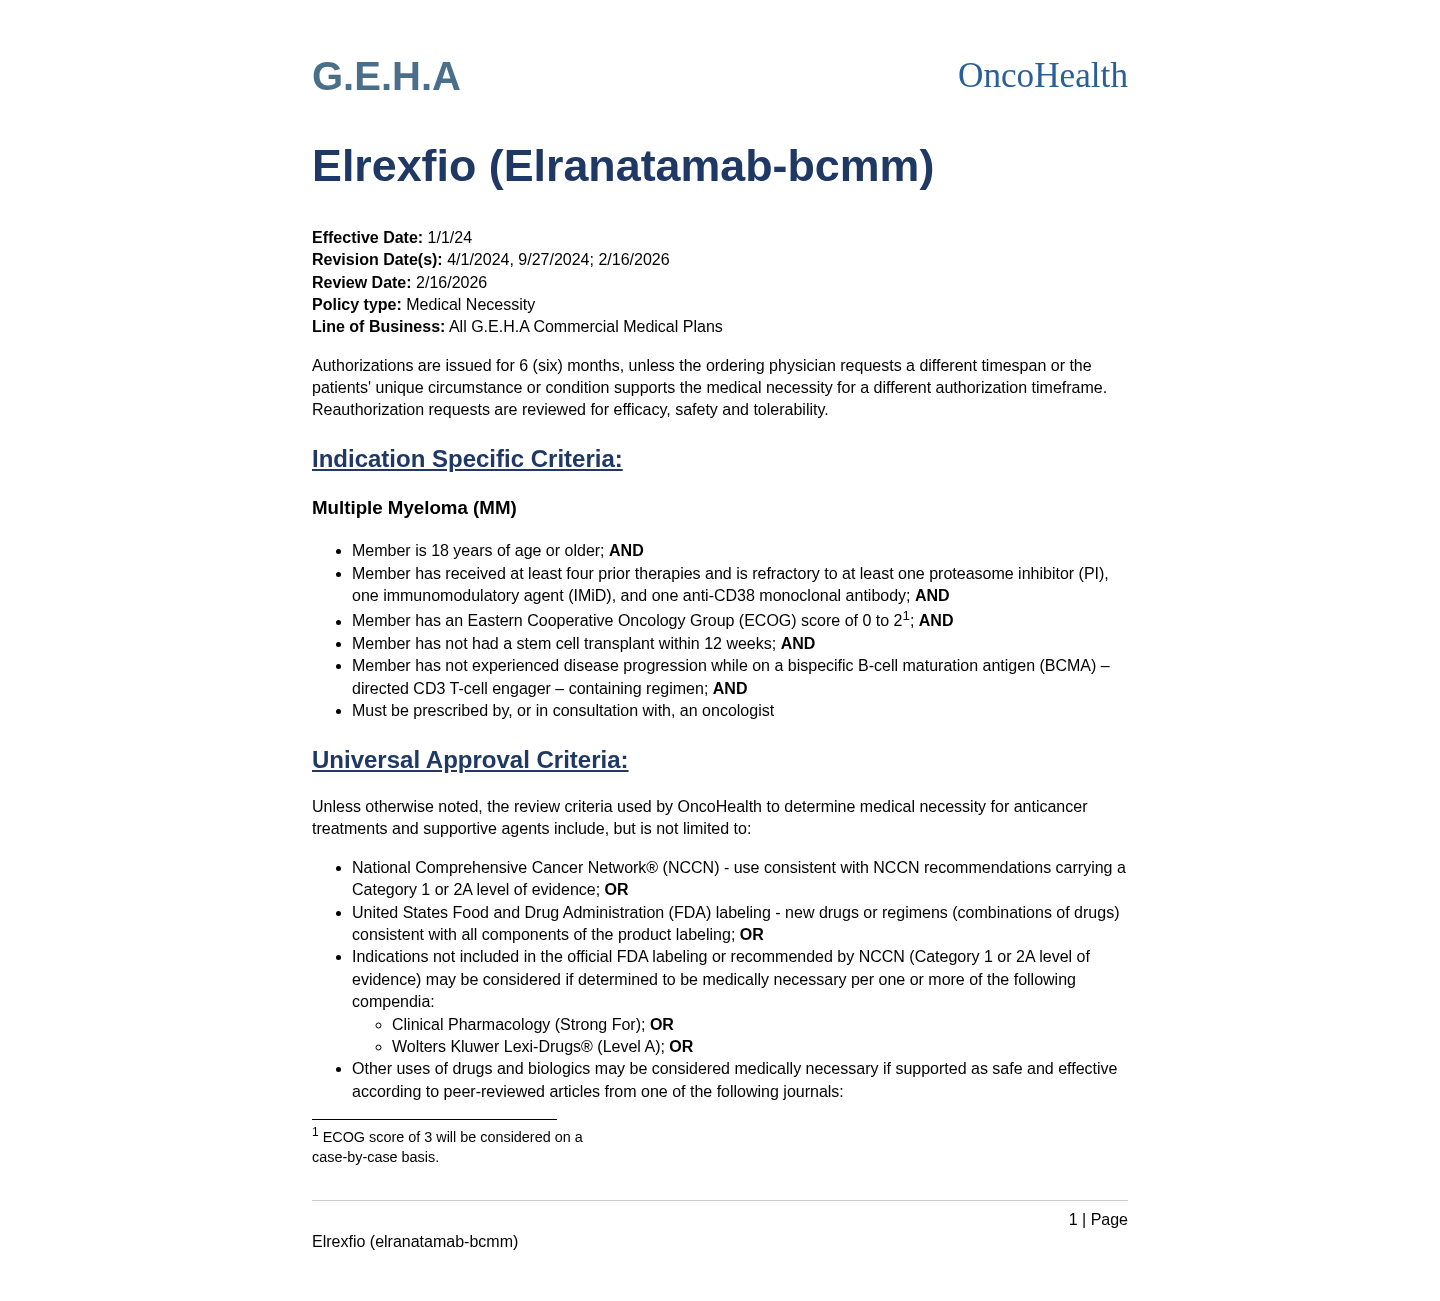 G.E.H.A
OncoHealth
Elrexfio (Elranatamab-bcmm)
Effective Date: 1/1/24
Revision Date(s): 4/1/2024, 9/27/2024; 2/16/2026
Review Date: 2/16/2026
Policy type: Medical Necessity
Line of Business: All G.E.H.A Commercial Medical Plans
Authorizations are issued for 6 (six) months, unless the ordering physician requests a different timespan or the
patients' unique circumstance or condition supports the medical necessity for a different authorization timeframe.
Reauthorization requests are reviewed for efficacy, safety and tolerability.
Indication Specific Criteria:
Multiple Myeloma (MM)
• Member is 18 years of age or older; AND
• Member has received at least four prior therapies and is refractory to at least one proteasome inhibitor (PI),
one immunomodulatory agent (IMiD), and one anti-CD38 monoclonal antibody; AND
• Member has an Eastern Cooperative Oncology Group (ECOG) score of 0 to 2¹; AND
• Member has not had a stem cell transplant within 12 weeks; AND
• Member has not experienced disease progression while on a bispecific B-cell maturation antigen (BCMA) –
directed CD3 T-cell engager – containing regimen; AND
• Must be prescribed by, or in consultation with, an oncologist
Universal Approval Criteria:
Unless otherwise noted, the review criteria used by OncoHealth to determine medical necessity for anticancer
treatments and supportive agents include, but is not limited to:
• National Comprehensive Cancer Network® (NCCN) - use consistent with NCCN recommendations carrying a
Category 1 or 2A level of evidence; OR
• United States Food and Drug Administration (FDA) labeling - new drugs or regimens (combinations of drugs)
consistent with all components of the product labeling; OR
• Indications not included in the official FDA labeling or recommended by NCCN (Category 1 or 2A level of
evidence) may be considered if determined to be medically necessary per one or more of the following
compendia:
◦ Clinical Pharmacology (Strong For); OR
◦ Wolters Kluwer Lexi-Drugs® (Level A); OR
• Other uses of drugs and biologics may be considered medically necessary if supported as safe and effective
according to peer-reviewed articles from one of the following journals:
¹ ECOG score of 3 will be considered on a
case-by-case basis.
1 | Page
Elrexfio (elranatamab-bcmm)